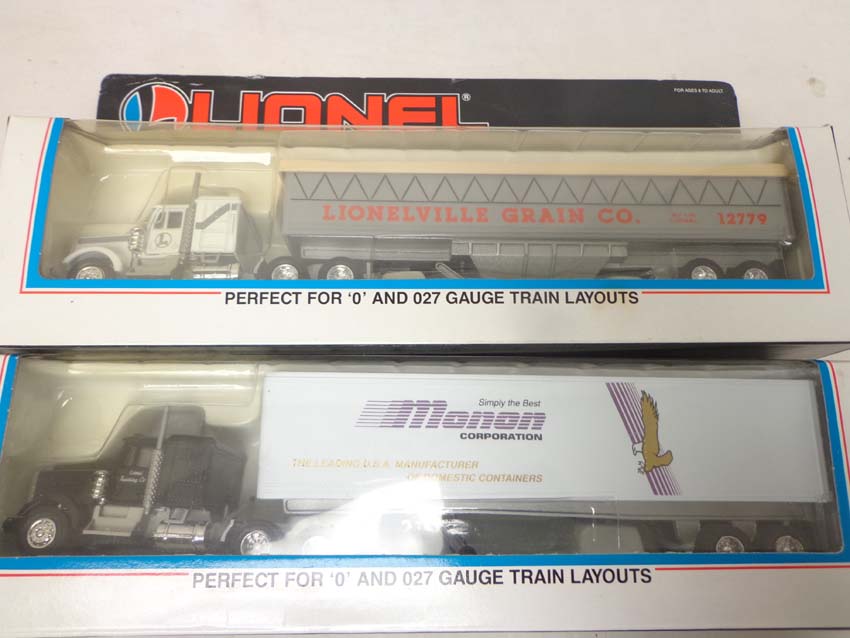 LIONEL®
FOR AGES 8 TO ADULT
LIONELVILLE GRAIN CO.
12779
L
PERFECT FOR '0' AND 027 GAUGE TRAIN LAYOUTS
Simply the Best
Monon
CORPORATION
THE LEADING U.S.A. MANUFACTURER
OF DOMESTIC CONTAINERS
PERFECT FOR '0' AND 027 GAUGE TRAIN LAYOUTS